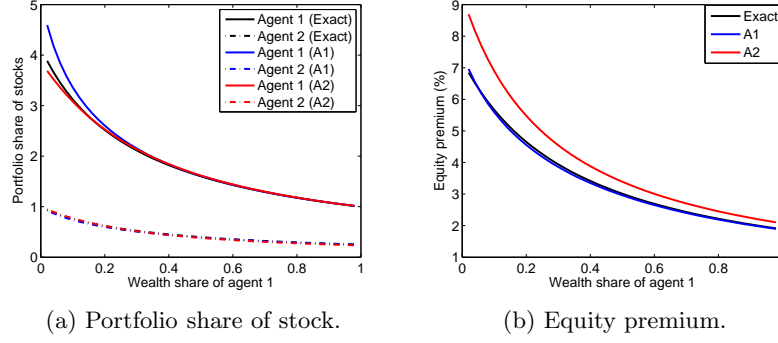 5
4
3
2
1
0
0
0.2
0.4
0.6
0.8
1
Wealth share of agent 1
Portfolio share of stocks
Agent 1 (Exact)
Agent 2 (Exact)
Agent 1 (A1)
Agent 2 (A1)
Agent 1 (A2)
Agent 2 (A2)
(a) Portfolio share of stock.
9
8
7
6
5
4
3
2
1
0
0.2
0.4
0.6
0.8
Wealth share of agent 1
Equity premium (%)
Exact
A1
A2
(b) Equity premium.